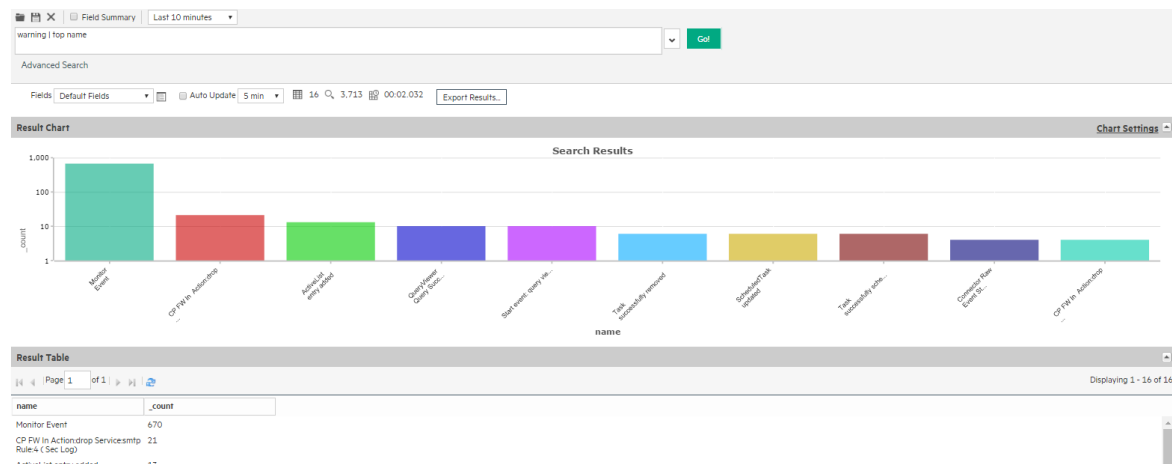 Field Summary Last 10 minutes
warning | top name
Go!
Advanced Search
Fields Default Fields Auto Update 5 min 16 3,713 00:02.032 Export Results..
Result Chart Chart Settings
Search Results
1,000
100
10
1
_count
Monitor Event
CP FW In Action:drop ...
ActiveList entry added
QueryViewer Query Succ...
Start event: query vie...
Task successfully removed
ScheduledTask updated
Task successfully sche...
Connector Raw Event St...
CP FW In Action:drop ...
name
Result Table
Page 1 of 1 Displaying 1 - 16 of 16
name _count
Monitor Event 670
CP FW In Action:drop Service:smtp 21
Rule:4 ( Sec Log)
ActiveList entry added